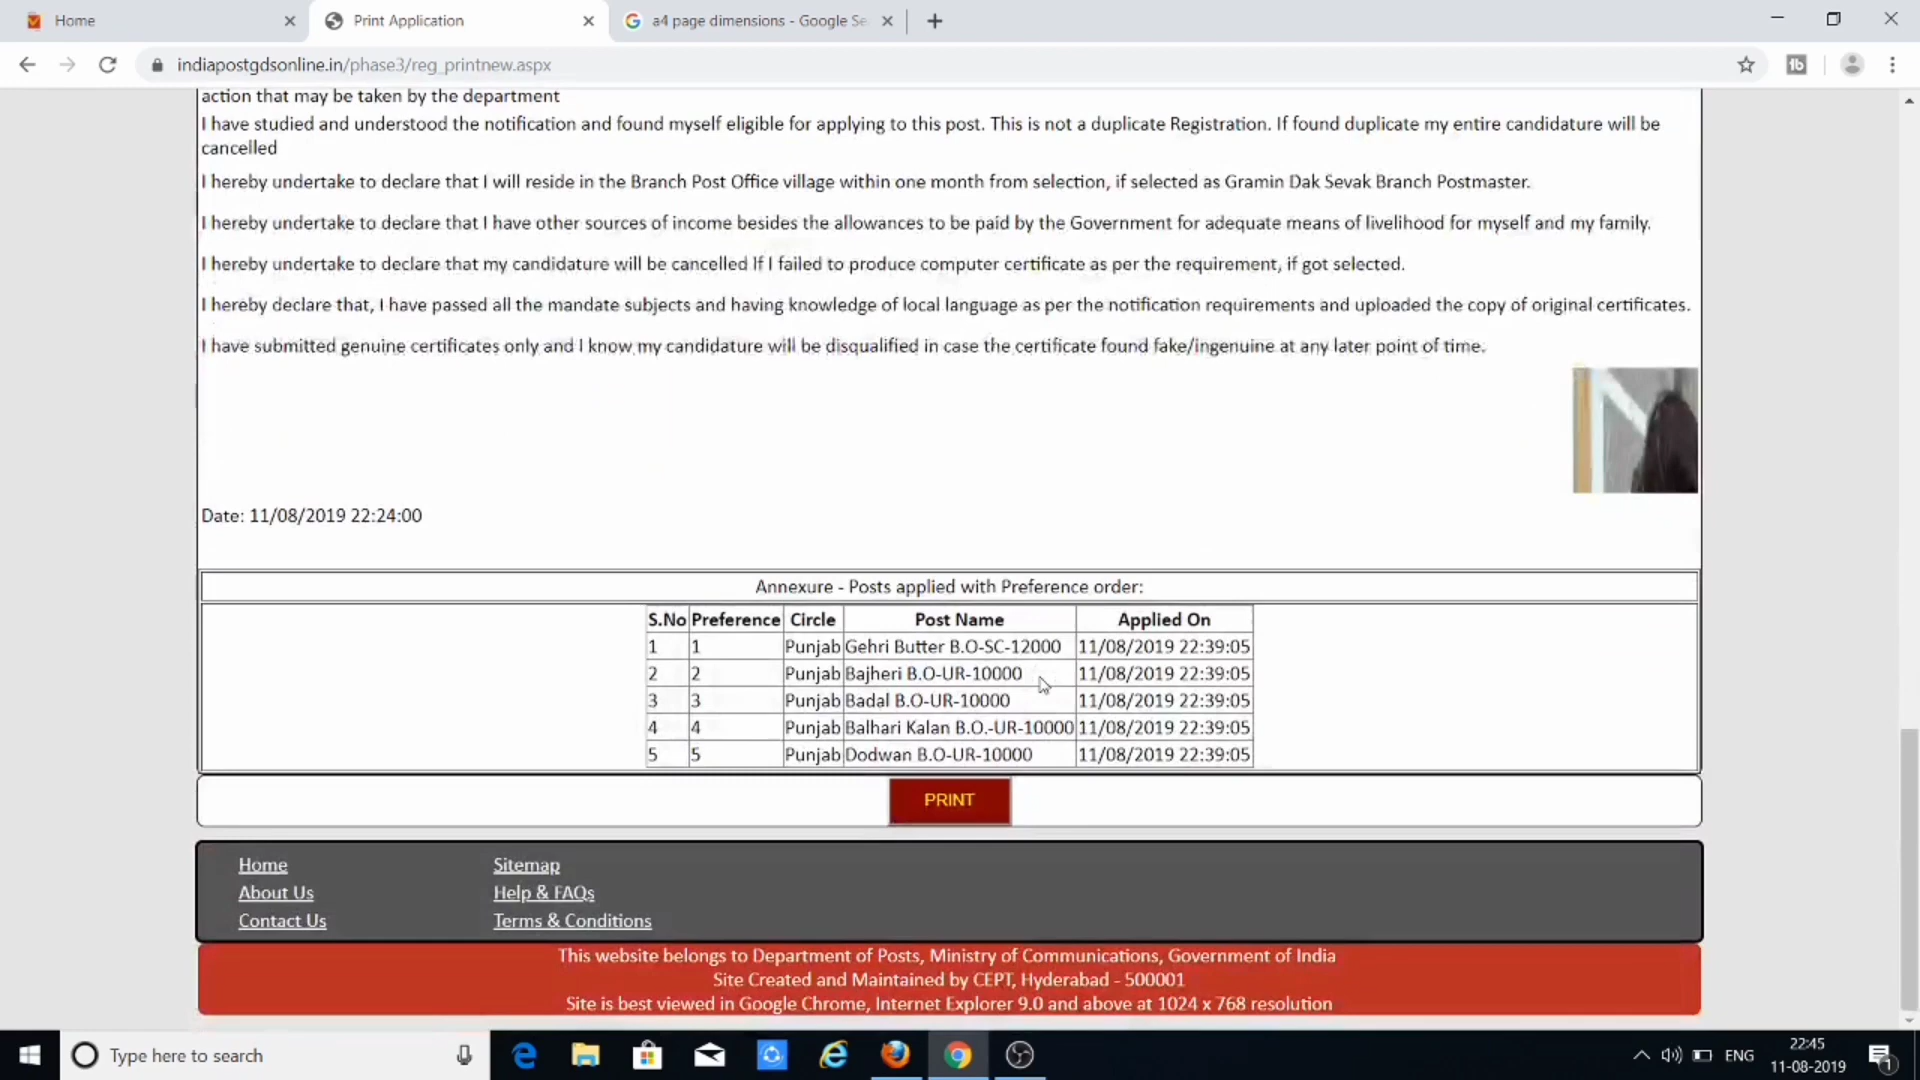 Home
Print Application
a4 page dimensions - Google Se
indiapostgdsonline.in/phase3/reg_printnew.aspx
action that may be taken by the department
I have studied and understood the notification and found myself eligible for applying to this post. This is not a duplicate Registration. If found duplicate my entire candidature will be
cancelled
I hereby undertake to declare that I will reside in the Branch Post Office village within one month from selection, if selected as Gramin Dak Sevak Branch Postmaster.
I hereby undertake to declare that I have other sources of income besides the allowances to be paid by the Government for adequate means of livelihood for myself and my family.
I hereby undertake to declare that my candidature will be cancelled If I failed to produce computer certificate as per the requirement, if got selected.
I hereby declare that, I have passed all the mandate subjects and having knowledge of local language as per the notification requirements and uploaded the copy of original certificates.
I have submitted genuine certificates only and I know my candidature will be disqualified in case the certificate found fake/ingenuine at any later point of time.
Date: 11/08/2019 22:24:00
Annexure - Posts applied with Preference order:
S.No Preference Circle Post Name Applied On
1 1 Punjab Gehri Butter B.O-SC-12000 11/08/2019 22:39:05
2 2 Punjab Bajheri B.O-UR-10000 11/08/2019 22:39:05
3 3 Punjab Badal B.O-UR-10000 11/08/2019 22:39:05
4 4 Punjab Balhari Kalan B.O.-UR-10000 11/08/2019 22:39:05
5 5 Punjab Dodwan B.O-UR-10000 11/08/2019 22:39:05
PRINT
Home Sitemap
About Us Help & FAQs
Contact Us Terms & Conditions
This website belongs to Department of Posts, Ministry of Communications, Government of India
Site Created and Maintained by CEPT, Hyderabad - 500001
Site is best viewed in Google Chrome, Internet Explorer 9.0 and above at 1024 x 768 resolution
Type here to search
ENG
22:45
11-08-2019
1